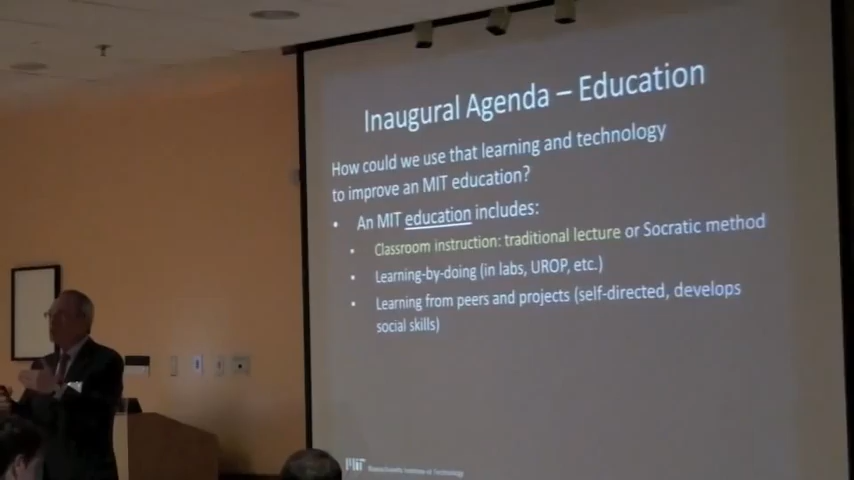 Inaugural Agenda – Education
How could we use that learning and technology
to improve an MIT education?
• An MIT education includes:
• Classroom instruction: traditional lecture or Socratic method
• Learning-by-doing (in labs, UROP, etc.)
• Learning from peers and projects (self-directed, develops
social skills)
MIT Massachusetts Institute of Technology